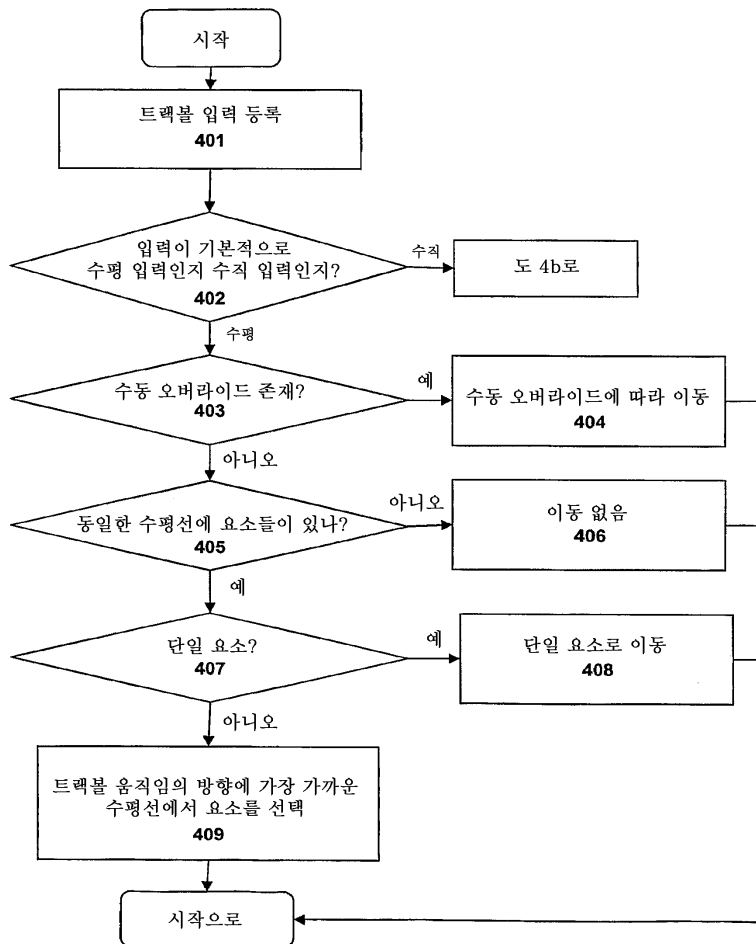 시작
트랙볼 입력 등록
401
입력이 기본적으로
수평 입력인지 수직 입력인지?
402
수직
도 4b로
수평
수동 오버라이드 존재?
403
예
수동 오버라이드에 따라 이동
404
아니오
동일한 수평선에 요소들이 있나?
405
아니오
이동 없음
406
예
단일 요소?
407
예
단일 요소로 이동
408
아니오
트랙볼 움직임의 방향에 가장 가까운
수평선에서 요소를 선택
409
시작으로